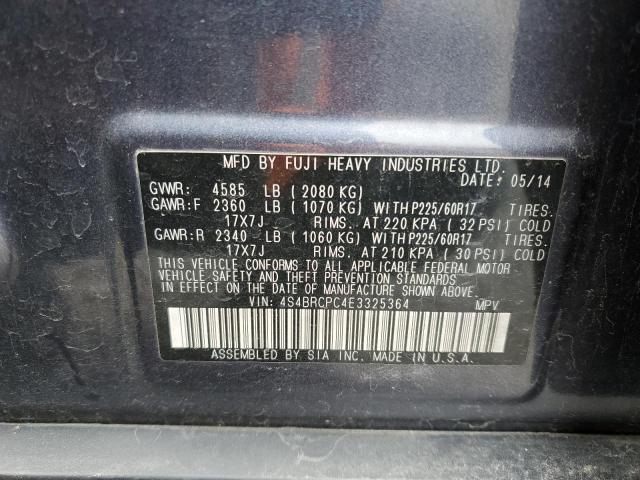 MFD BY FUJI HEAVY INDUSTRIES LTD.
DATE: 05/14
GVWR: 4585 LB ( 2080 KG)
GAWR:F 2360 LB ( 1070 KG) WITH P225/60R17 TIRES.
17X7J RIMS. AT 220 KPA ( 32 PSI) COLD
GAWR:R 2340 LB ( 1060 KG) WITH P225/60R17 TIRES.
17X7J RIMS. AT 210 KPA ( 30 PSI) COLD
THIS VEHICLE CONFORMS TO ALL APPLICABLE FEDERAL MOTOR
VEHICLE SAFETY AND THEFT PREVENTION STANDARDS
IN EFFECT ON THE DATE OF MANUFACTURE SHOWN ABOVE.
VIN: 4S4BRCPC4E3325364 MPV
ASSEMBLED BY SIA INC. MADE IN U.S.A.